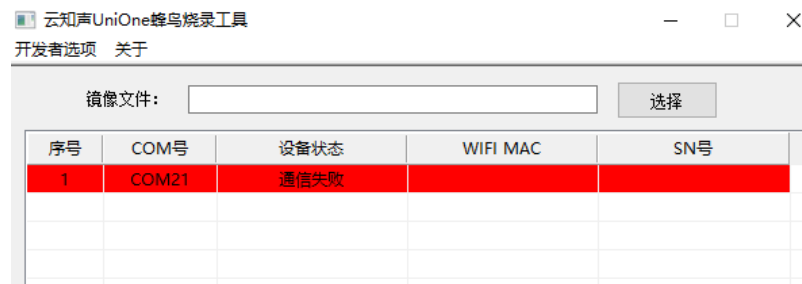 云知声UniOne蜂鸟烧录工具
开发者选项 关于
镜像文件： 选择
序号 COM号 设备状态 WIFI MAC SN号
1 COM21 通信失败